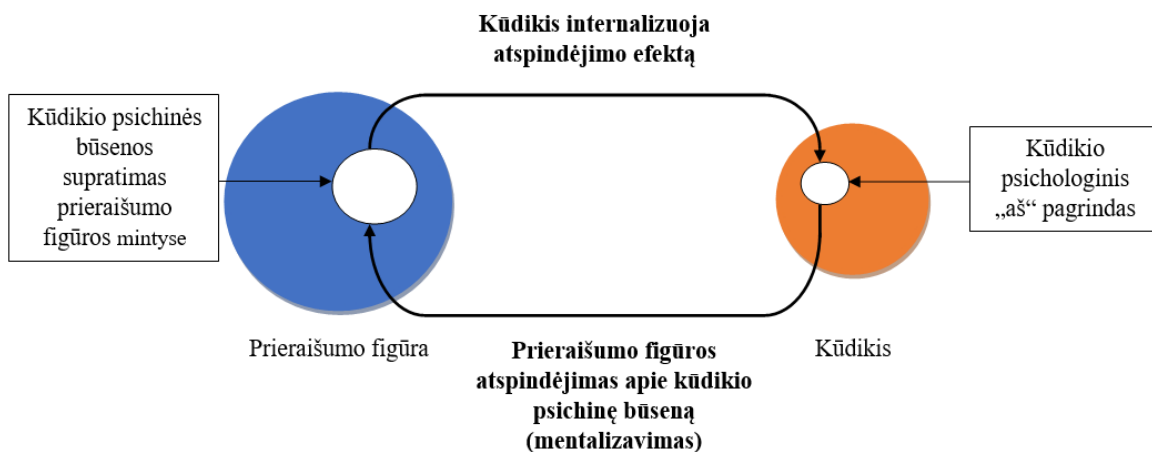 Kūdikis internalizuoja
atspindėjimo efektą
Kūdikio psichinės
būsenos
supratimas
prieraišumo
figūros mintyse
Kūdikio
psichologinis
„aš“ pagrindas
Prieraišumo figūra
Kūdikis
Prieraišumo figūros
atspindėjimas apie kūdikio
psichinę būseną
(mentalizavimas)